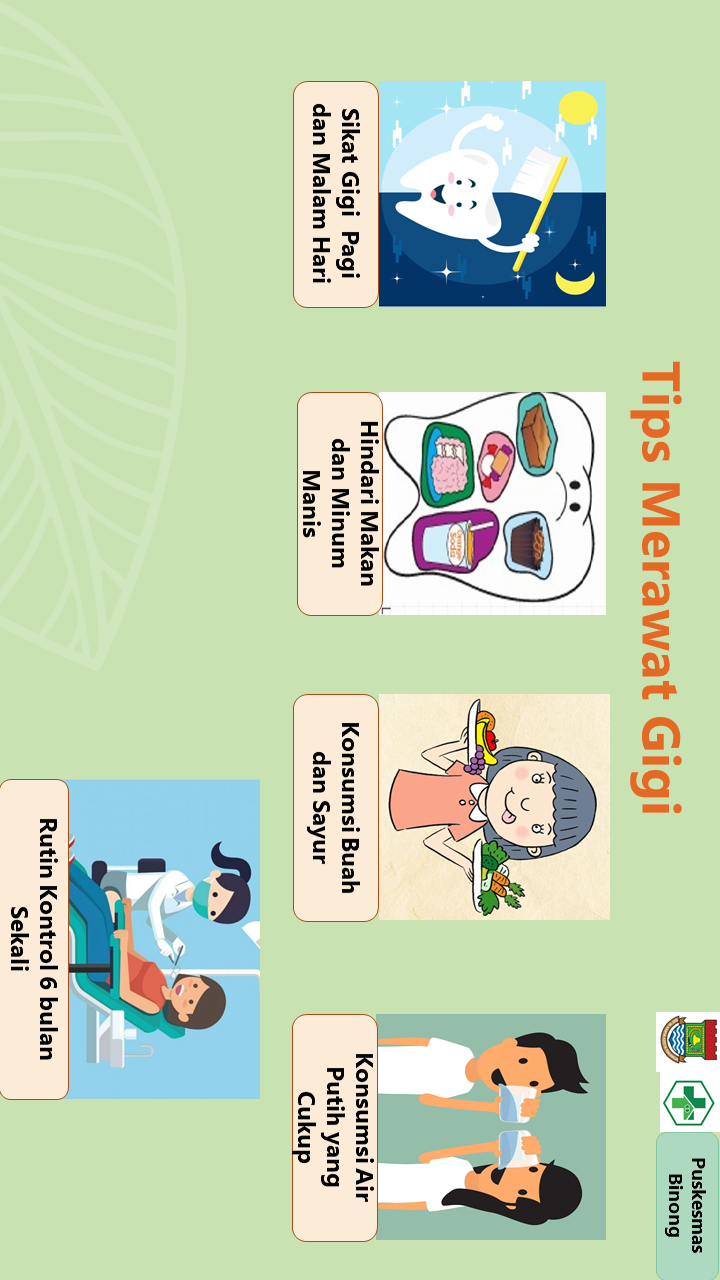 Tips Merawat Gigi
Puskesmas
Binong
Sikat Gigi Pagi
dan Malam Hari
Hindari Makan
dan Minum
Manis
Konsumsi Buah
dan Sayur
Konsumsi Air
Putih yang
Cukup
Rutin Kontrol 6 bulan
Sekali